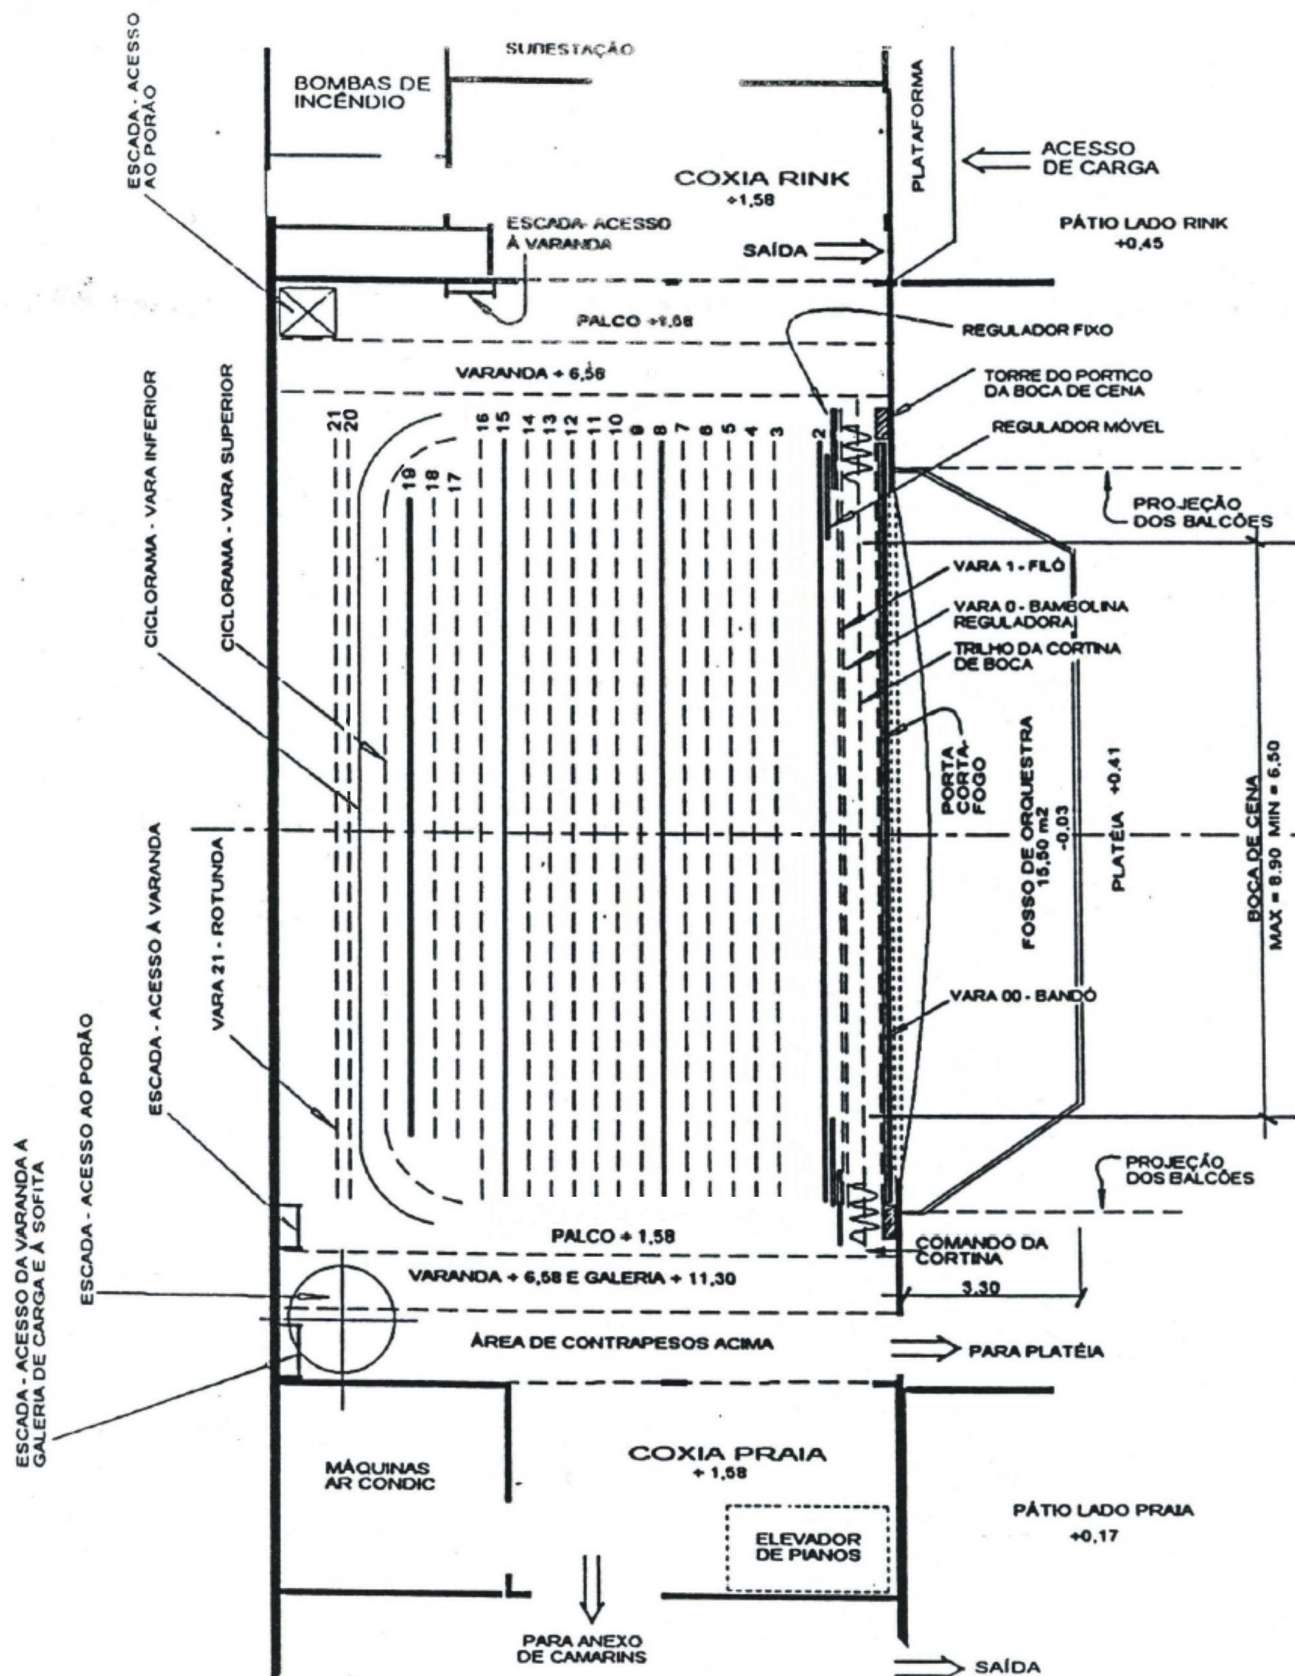 SUBESTAÇÃO
BOMBAS DE
INCÊNDIO
ESCADA - ACESSO
AO PORÃO
PLATAFORMA
ACESSO
DE CARGA
COXIA RINK
+1,58
ESCADA- ACESSO
À VARANDA
SAÍDA
PÁTIO LADO RINK
+0,45
PALCO +1,58
REGULADOR FIXO
VARANDA + 6,58
TORRE DO PORTICO
DA BOCA DE CENA
REGULADOR MÓVEL
21
20
19
18
17
16
15
14
13
12
11
10
9
8
7
6
5
4
3
2
CICLORAMA - VARA INFERIOR
CICLORAMA - VARA SUPERIOR
PROJEÇÃO
DOS BALCÕES
VARA 1 - FILÓ
VARA 0 - BAMBOLINA
REGULADORA
TRILHO DA CORTINA
DE BOCA
PORTA
CORTA-
FOGO
FOSSO DE ORQUESTRA
15,50 m2
-0,03
PLATÉIA +0,41
BOCA DE CENA
MAX = 8.90 MIN = 6,50
VARA 00 - BANDÔ
VARA 21 - ROTUNDA
ESCADA - ACESSO À VARANDA
ESCADA - ACESSO AO PORÃO
ESCADA - ACESSO DA VARANDA À
GALERIA DE CARGA E À SOFITA
PROJEÇÃO
DOS BALCÕES
PALCO + 1,58
COMANDO DA
CORTINA
VARANDA + 6,58 E GALERIA + 11,30
3.30
ÁREA DE CONTRAPESOS ACIMA
PARA PLATÉIA
COXIA PRAIA
+ 1,58
MÁQUINAS
AR CONDIC
PÁTIO LADO PRAIA
+0,17
ELEVADOR
DE PIANOS
PARA ANEXO
DE CAMARINS
SAÍDA